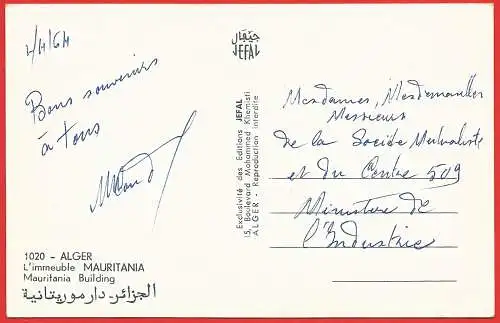 2/4/64
Bons souvenirs
à tous
1020 - ALGER
L'immeuble MAURITANIA
Mauritania Building
الجزائر - دار موريتانية
جيفال
JEFAL
Exclusivité des Editions JEFAL
15, Boulevard Mohammed Khemisti
ALGER - Reproduction interdite
Mesdames, Mesdemoiselles
Messieurs
de la Société Mutualiste
et du Centre 509
Ministère de
l'Industrie